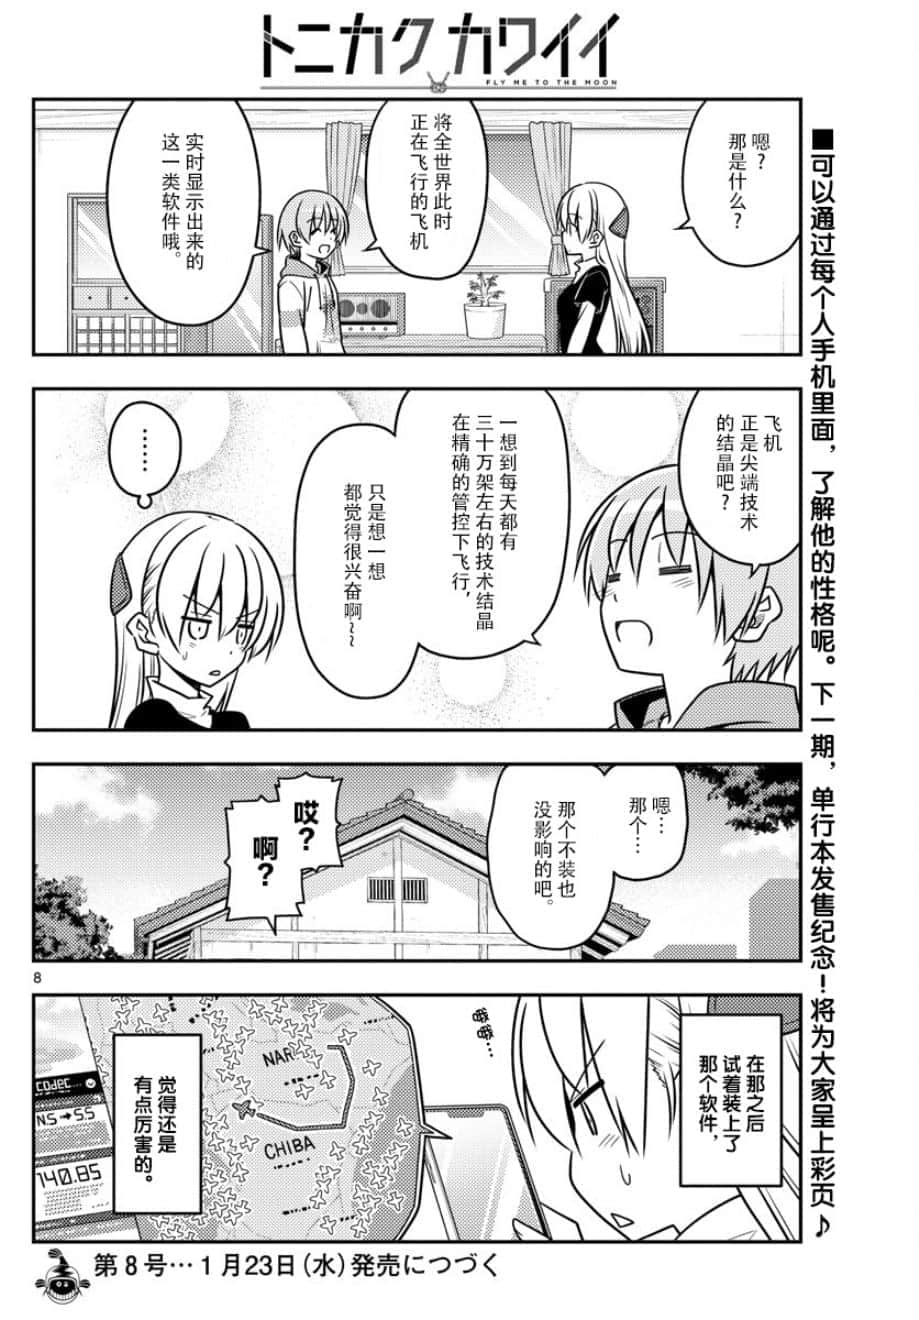 トニカクカワイイ
FLY ME TO THE MOON
嗯？
那是什么？
将全世界此时
正在飞行的飞机
实时显示出来的
这一类软件哦。
飞机
正是尖端技术
的结晶吧？
一想到每天都有
三十万架左右的技术结晶
在精确的管控下飞行，
只是想一想
都觉得很兴奋啊~~
……
嗯…
那个…
那个不装也
没影响的吧。
哎？
啊？
8
在那之后
试着装上了
那个软件，
哦哦…
觉得还是
有点厉害的。
codec
NS→5.5
740.85
NAR
CHIBA
■可以通过每个人手机里面，了解他的性格呢。下一期，单行本发售纪念！将为大家呈上彩页♪
第8号…1月23日(水)発売につづく